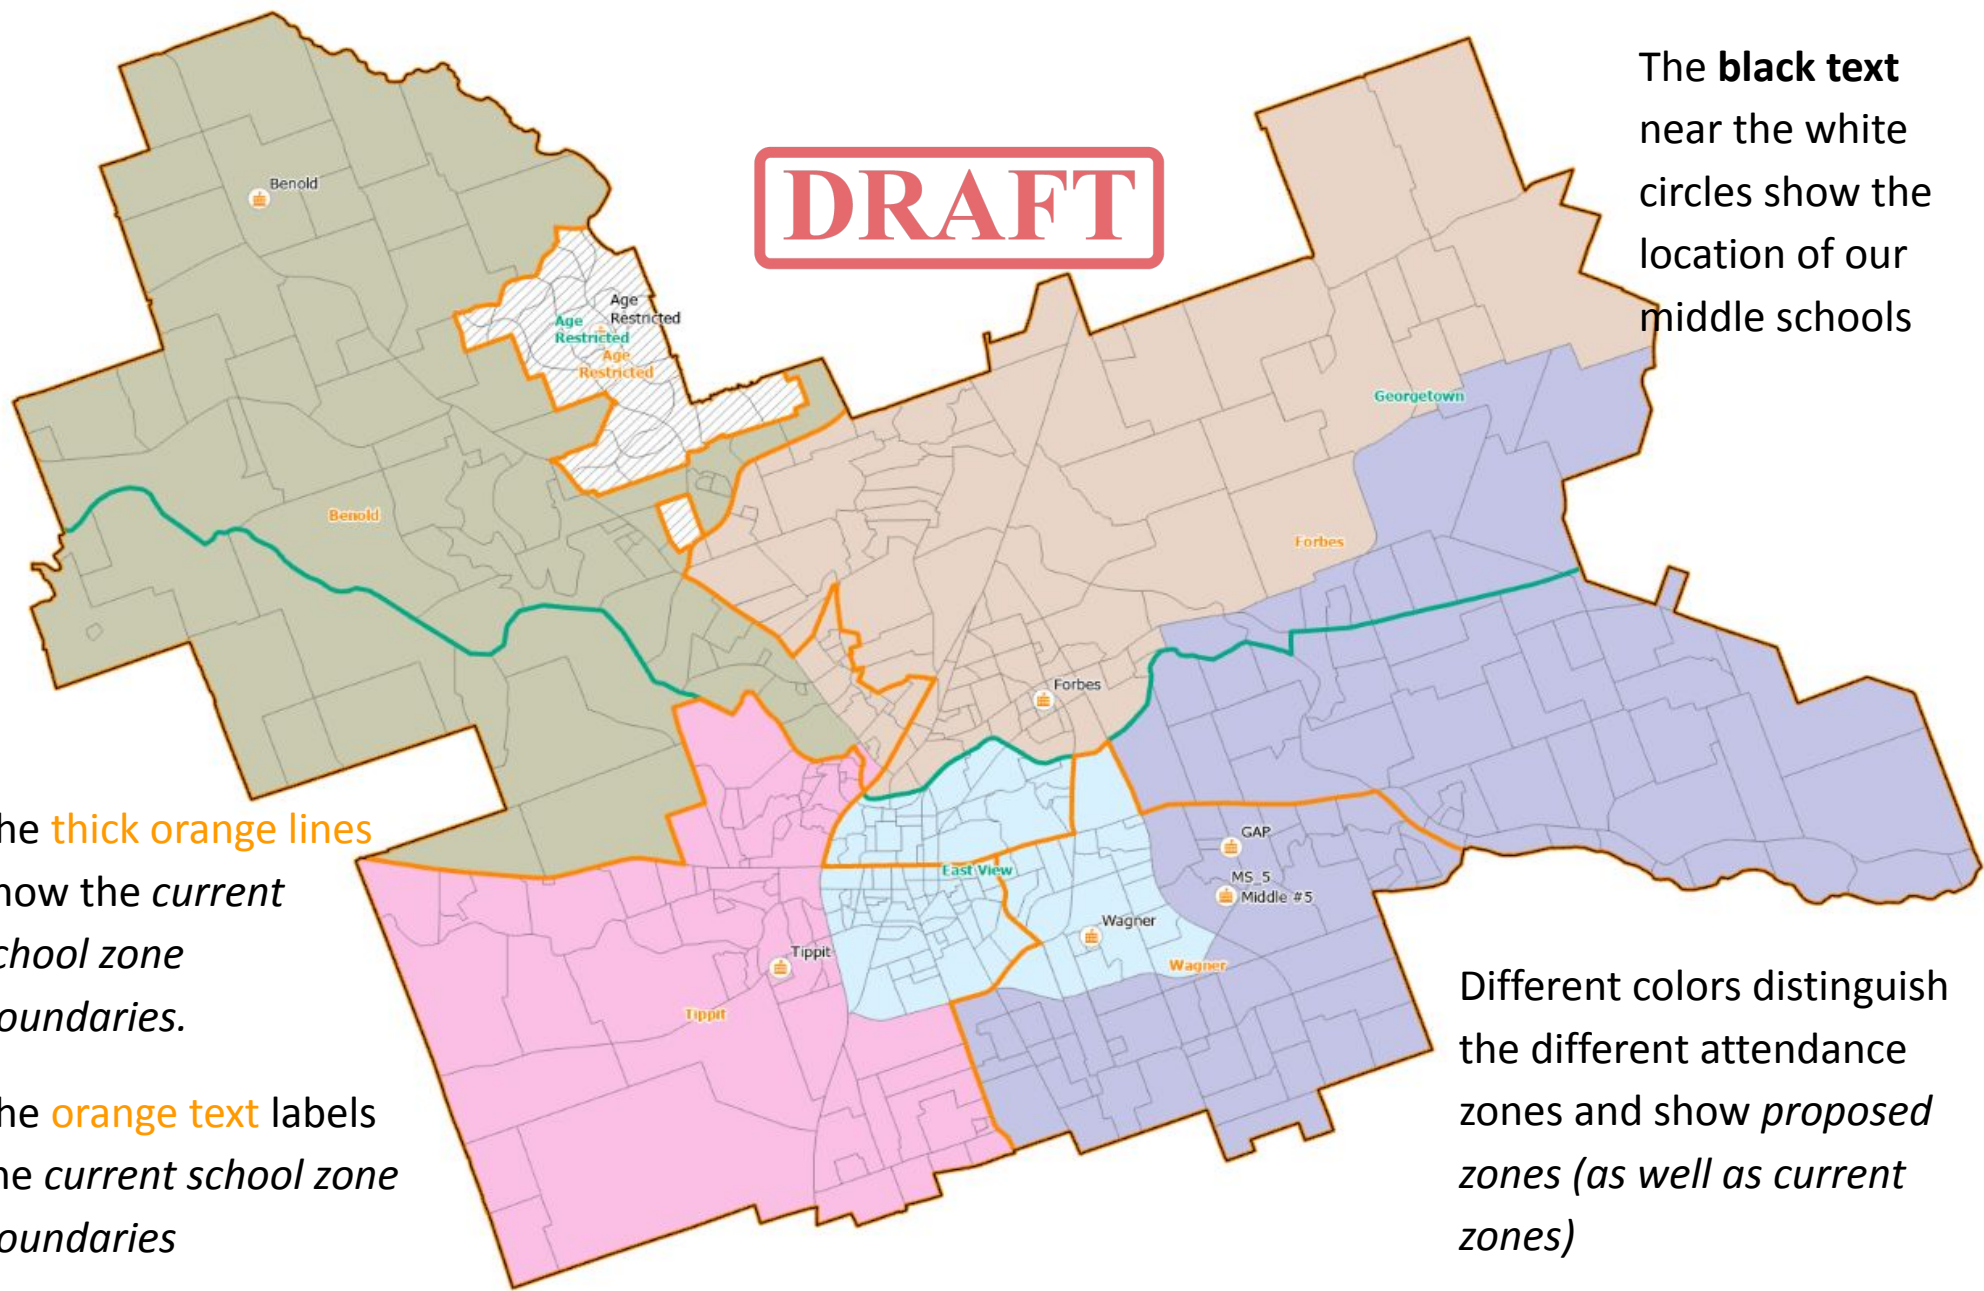 The black text
near the white
circles show the
location of our
middle schools
DRAFT
Benold
Age
Restricted
Age
Restricted
Age
Restricted
Georgetown
Benold
Forbes
Forbes
he thick orange lines
how the current
chool zone
oundaries.
GAP
MS_5
Middle #5
East View
Wagner
Wagner
Tippit
Tippit
Different colors distinguish
the different attendance
zones and show proposed
zones (as well as current
zones)
he orange text labels
he current school zone
oundaries